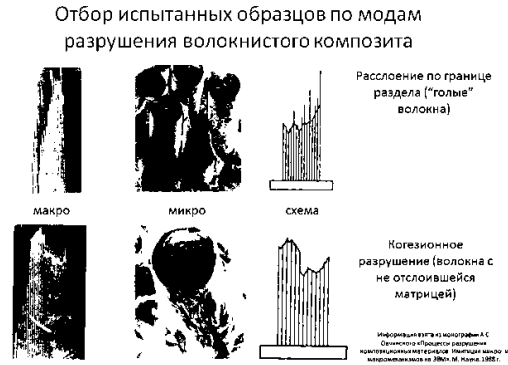 Отбор испытанных образцов по модам
разрушения волокнистого композита
Расслоение по границе
раздела ("голые"
волокна)
макро
микро
схема
Когезионное
разрушение (волокна с
не отслоившейся
матрицей)
Информация взята из монографии А.С.
Овчинского «Процессы разрушения
композиционных материалов. Имитация микро- и
макромеханизмов на ЭВМ». М. Наука. 1988 г.